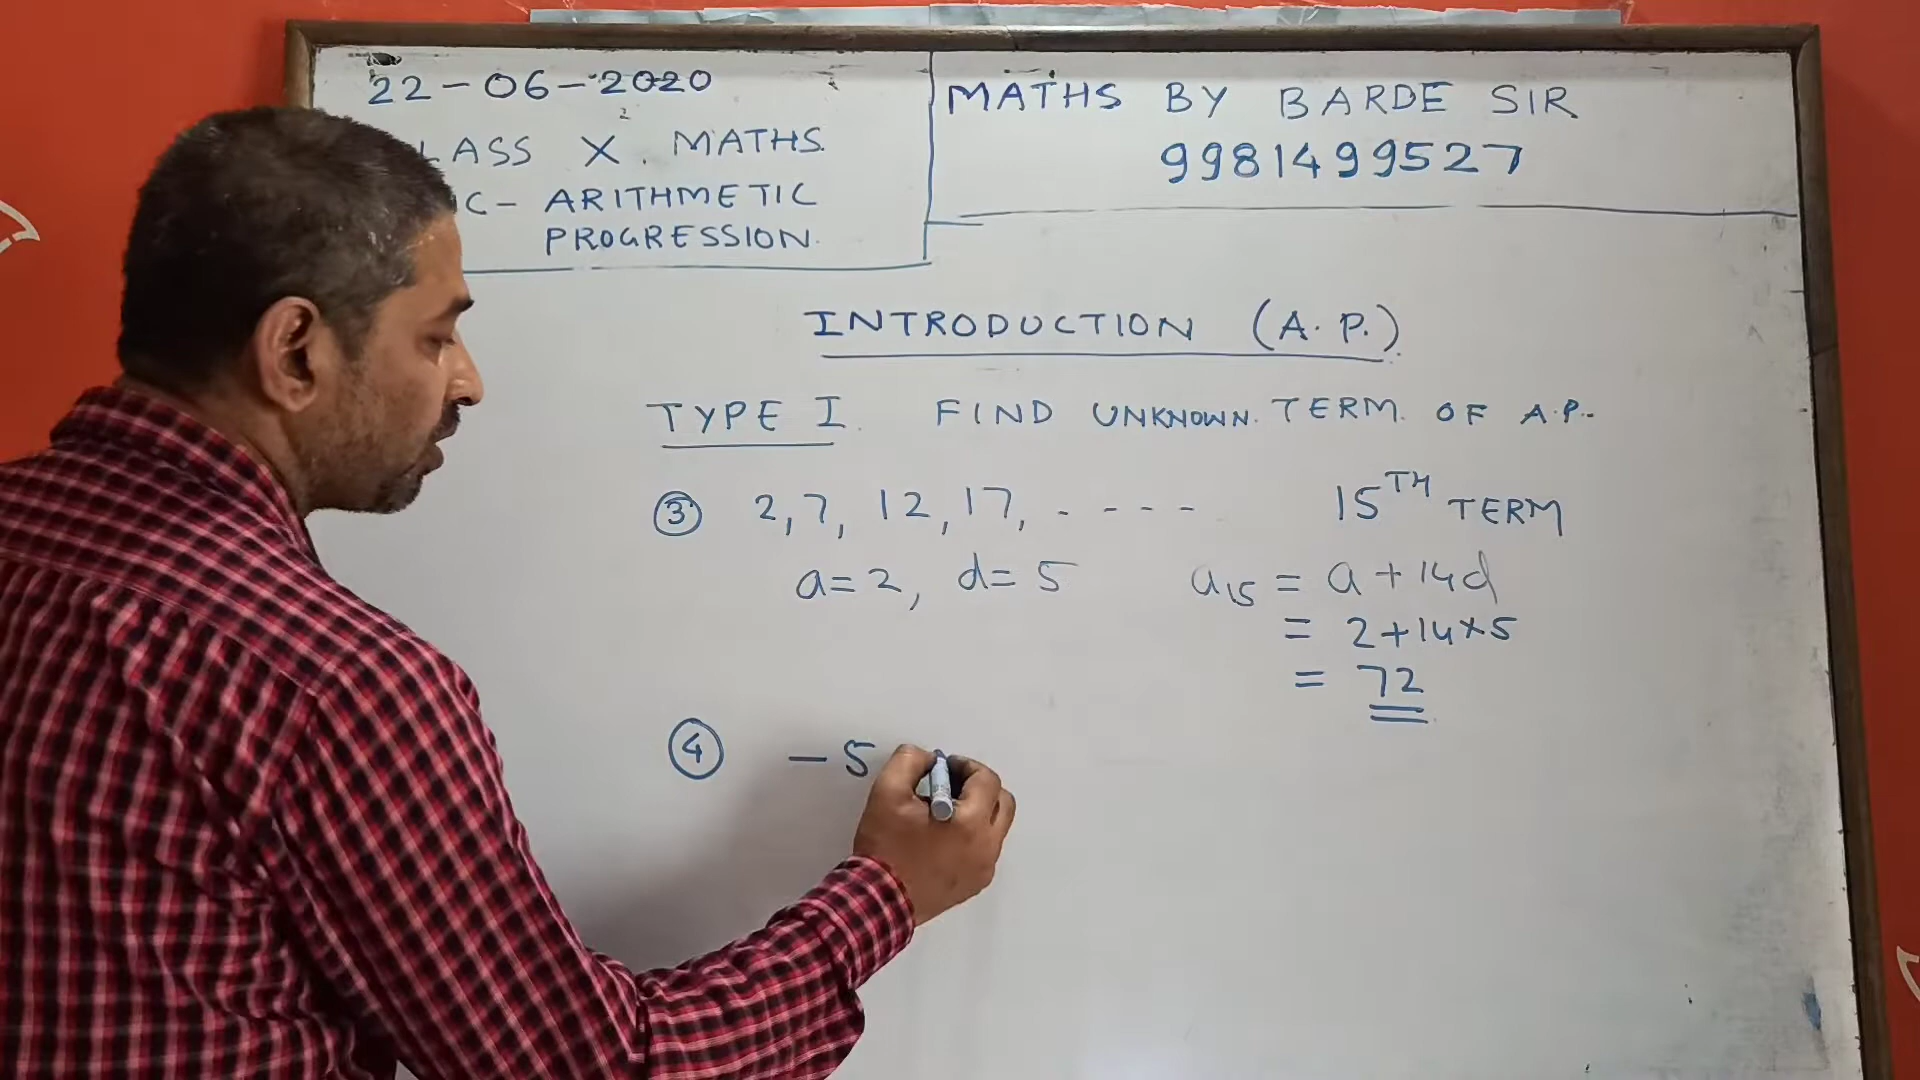 22-06-2020
LASS X. MATHS.
C- ARITHMETIC
PROGRESSION.
MATHS BY BARDE SIR
9981499527
INTRODUCTION (A.P.)
TYPE I. FIND UNKNOWN. TERM. OF A.P..
③ 2, 7, 12, 17, ----- 15TH TERM
a=2, d=5 a15 = a+14d
= 2+14×5
= 72
④ -5